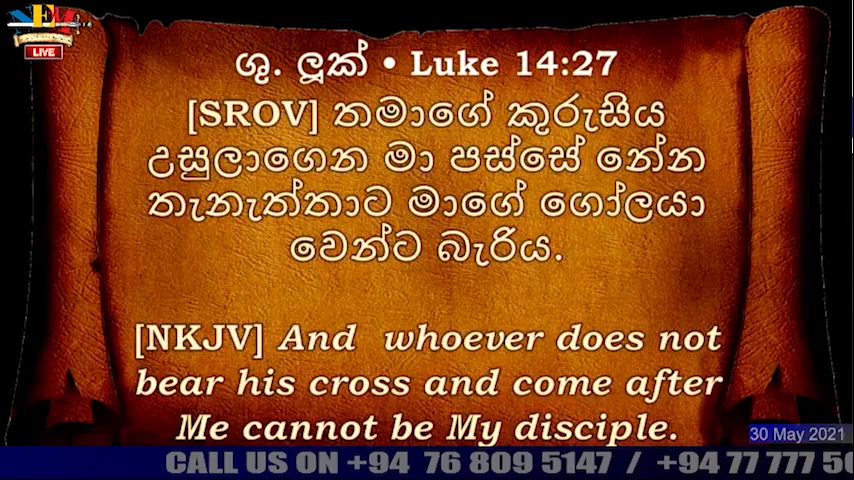 LIVE
ශු. ලූක් • Luke 14:27
[SROV] තමාගේ කුරුසිය
උසුලාගෙන මා පස්සේ නේන
තැනැත්තාට මාගේ ගෝලයා
වෙන්ට බැරිය.
[NKJV] And whoever does not
bear his cross and come after
Me cannot be My disciple.
30 May 2021
CALL US ON +94 76 809 5147 / +94 77 777